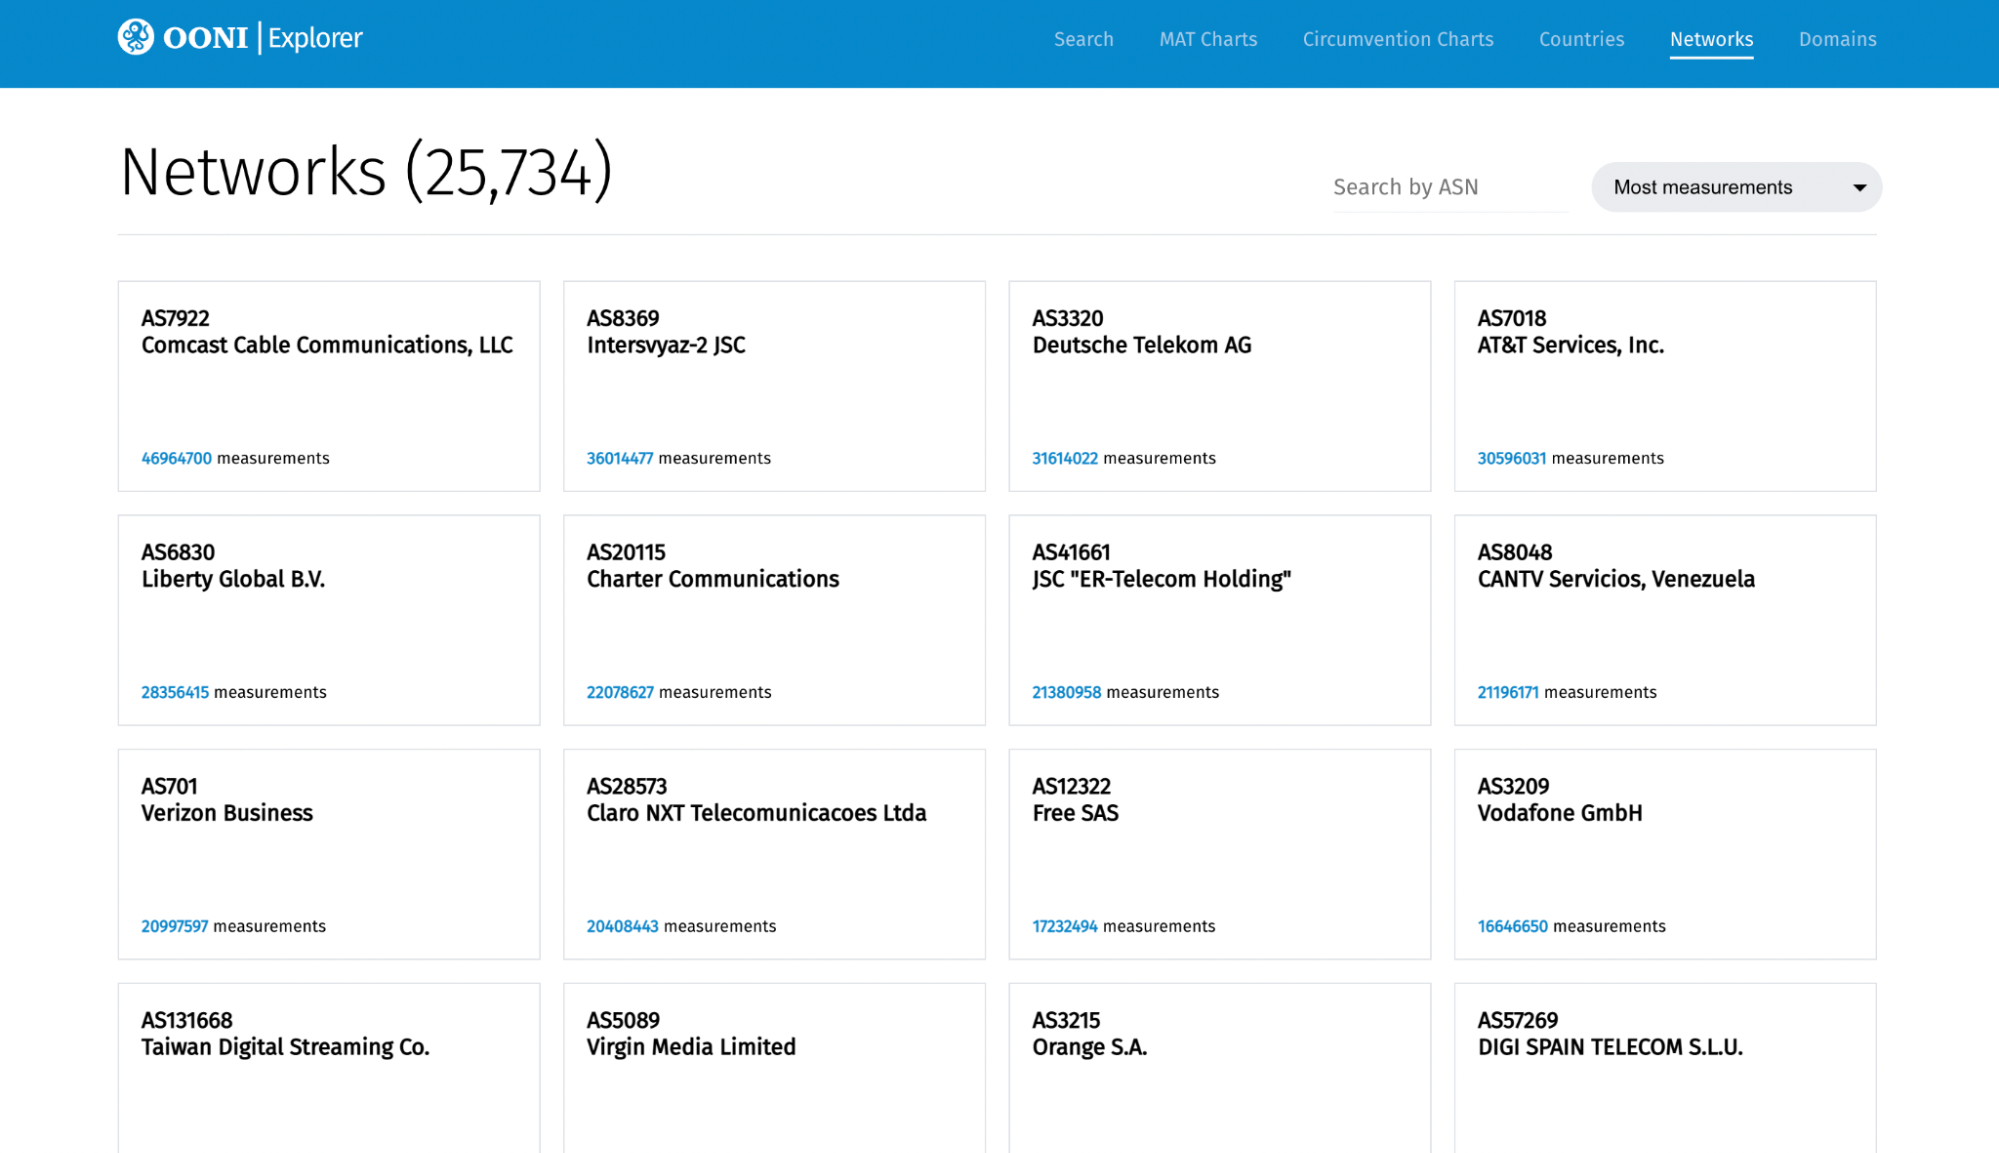 OONI Explorer
Search MAT Charts Circumvention Charts Countries Networks Domains
Networks (25,734)
Search by ASN
Most measurements
AS7922
Comcast Cable Communications, LLC
46964700 measurements
AS8369
Intersvyaz-2 JSC
36014477 measurements
AS3320
Deutsche Telekom AG
31614022 measurements
AS7018
AT&T Services, Inc.
30596031 measurements
AS6830
Liberty Global B.V.
28356415 measurements
AS20115
Charter Communications
22078627 measurements
AS41661
JSC "ER-Telecom Holding"
21380958 measurements
AS8048
CANTV Servicios, Venezuela
21196171 measurements
AS701
Verizon Business
20997597 measurements
AS28573
Claro NXT Telecomunicacoes Ltda
20408443 measurements
AS12322
Free SAS
17232494 measurements
AS3209
Vodafone GmbH
16646650 measurements
AS131668
Taiwan Digital Streaming Co.
AS5089
Virgin Media Limited
AS3215
Orange S.A.
AS57269
DIGI SPAIN TELECOM S.L.U.